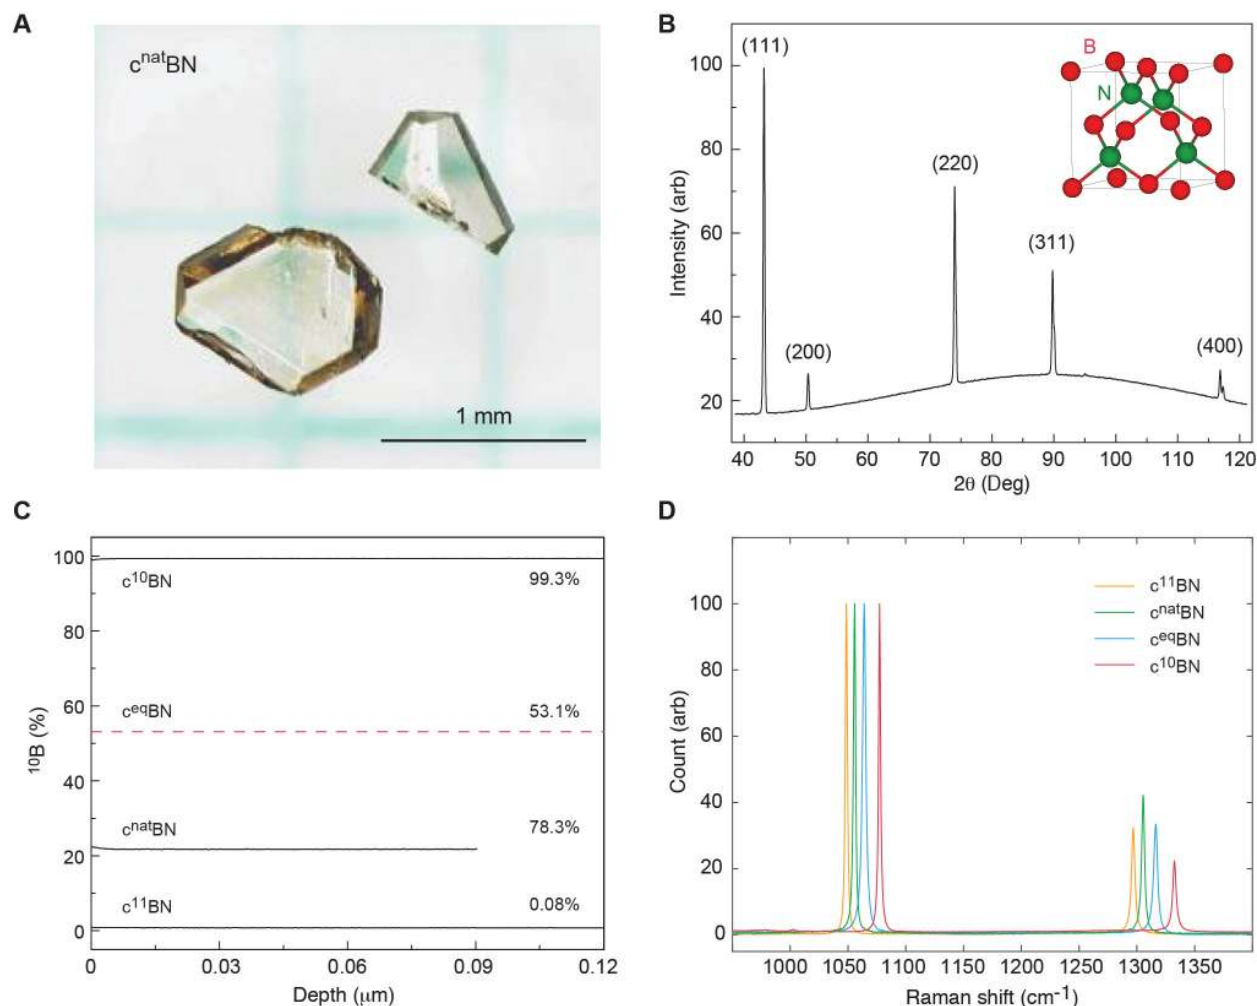 A
c^natBN
1 mm
B
(111)
(200)
(220)
(311)
(400)
B
N
Intensity (arb)
100
80
60
40
20
40 50 60 70 80 90 100 110 120
2θ (Deg)
C
c^10BN 99.3%
c^eqBN 53.1%
c^natBN 78.3%
c^11BN 0.08%
^10B (%)
100
80
60
40
20
0
0 0.03 0.06 0.09 0.12
Depth (μm)
D
c^11BN
c^natBN
c^eqBN
c^10BN
Count (arb)
100
80
60
40
20
0
1000 1050 1100 1150 1200 1250 1300 1350
Raman shift (cm^-1)